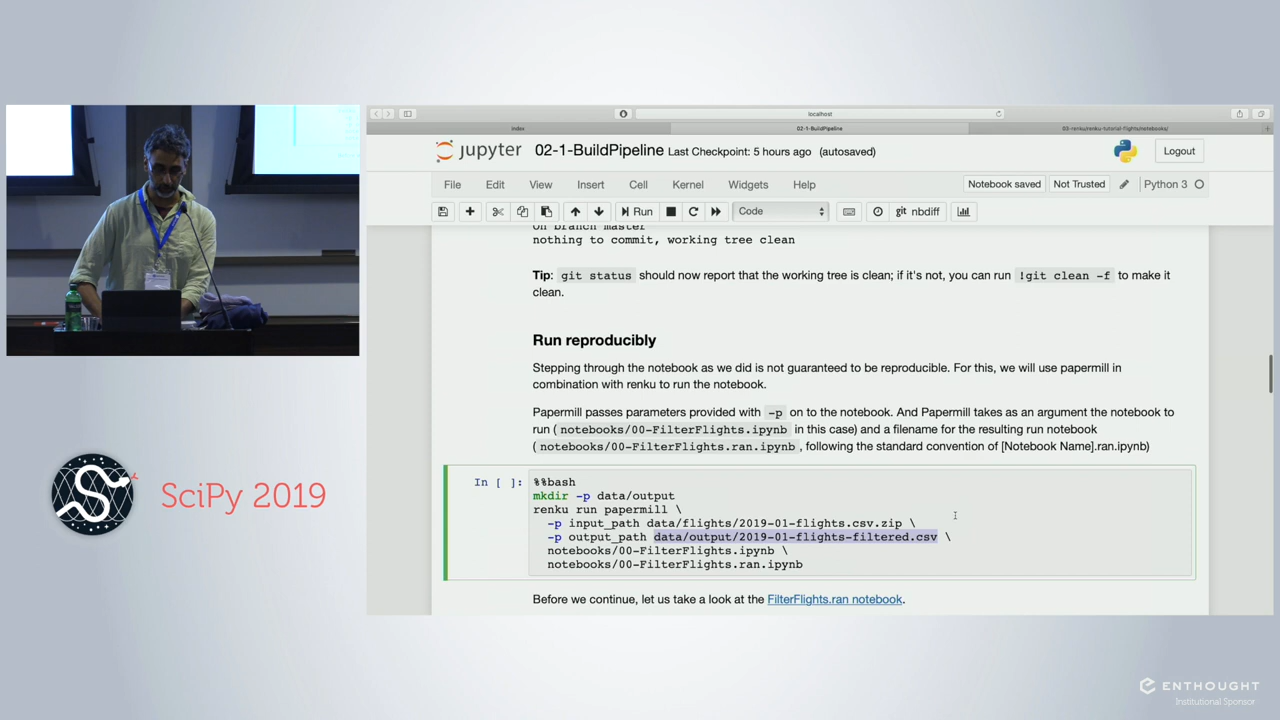 localhost
index
02-1-BuildPipeline
03-renku/renku-tutorial-flights/notebooks/
jupyter 02-1-BuildPipeline Last Checkpoint: 5 hours ago (autosaved)
Logout
File Edit View Insert Cell Kernel Widgets Help
Notebook saved Not Trusted Python 3
Run Code git nbdiff
On branch master
nothing to commit, working tree clean
Tip: git status should now report that the working tree is clean; if it's not, you can run !git clean -f to make it
clean.
Run reproducibly
Stepping through the notebook as we did is not guaranteed to be reproducible. For this, we will use papermill in
combination with renku to run the notebook.
Papermill passes parameters provided with -p on to the notebook. And Papermill takes as an argument the notebook to
run ( notebooks/00-FilterFlights.ipynb in this case) and a filename for the resulting run notebook
( notebooks/00-FilterFlights.ran.ipynb , following the standard convention of [Notebook Name].ran.ipynb)
In [ ]: %%bash
mkdir -p data/output
renku run papermill \
-p input_path data/flights/2019-01-flights.csv.zip \
-p output_path data/output/2019-01-flights-filtered.csv \
notebooks/00-FilterFlights.ipynb \
notebooks/00-FilterFlights.ran.ipynb
Before we continue, let us take a look at the FilterFlights.ran notebook.
SciPy 2019
ENTHOUGHT
Institutional Sponsor